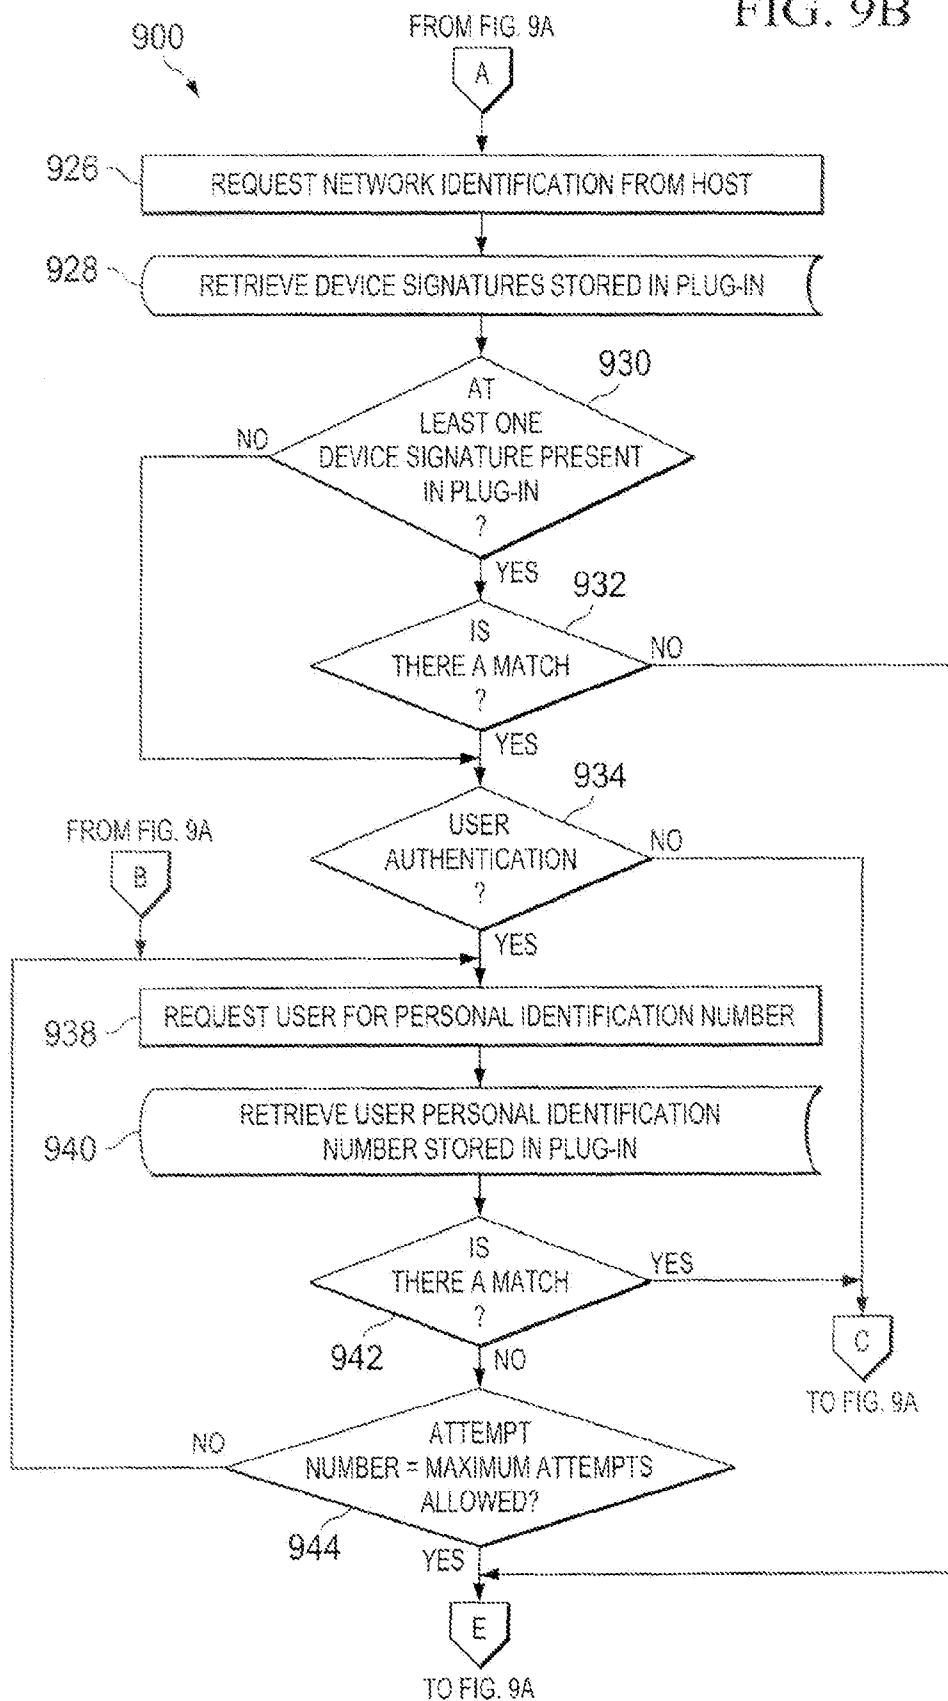 FIG. 9B
900
FROM FIG. 9A
A
926
REQUEST NETWORK IDENTIFICATION FROM HOST
928
RETRIEVE DEVICE SIGNATURES STORED IN PLUG-IN
930
AT
LEAST ONE
DEVICE SIGNATURE PRESENT
IN PLUG-IN
?
NO
YES
932
IS
THERE A MATCH
?
NO
YES
934
USER
AUTHENTICATION
?
NO
YES
FROM FIG. 9A
B
938
REQUEST USER FOR PERSONAL IDENTIFICATION NUMBER
940
RETRIEVE USER PERSONAL IDENTIFICATION
NUMBER STORED IN PLUG-IN
IS
THERE A MATCH
?
YES
942
NO
C
TO FIG. 9A
ATTEMPT
NUMBER = MAXIMUM ATTEMPTS
ALLOWED?
NO
944
YES
E
TO FIG. 9A